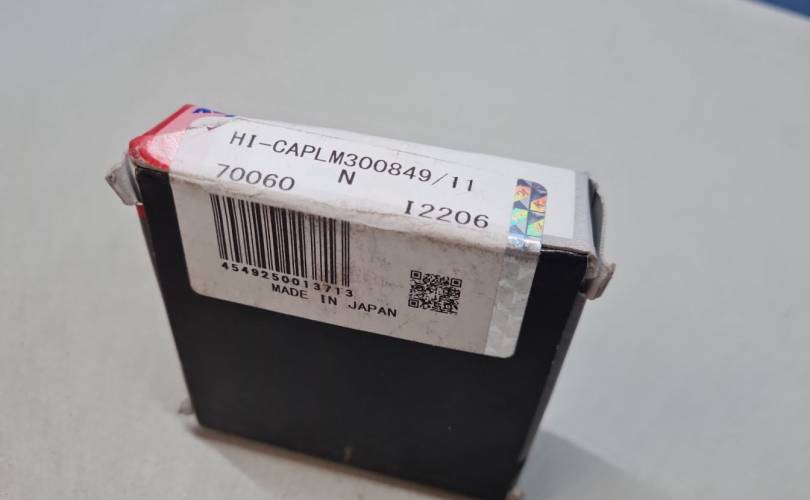 HI-CAPLM300849/11
70060 N I2206
4549250013713
MADE IN JAPAN